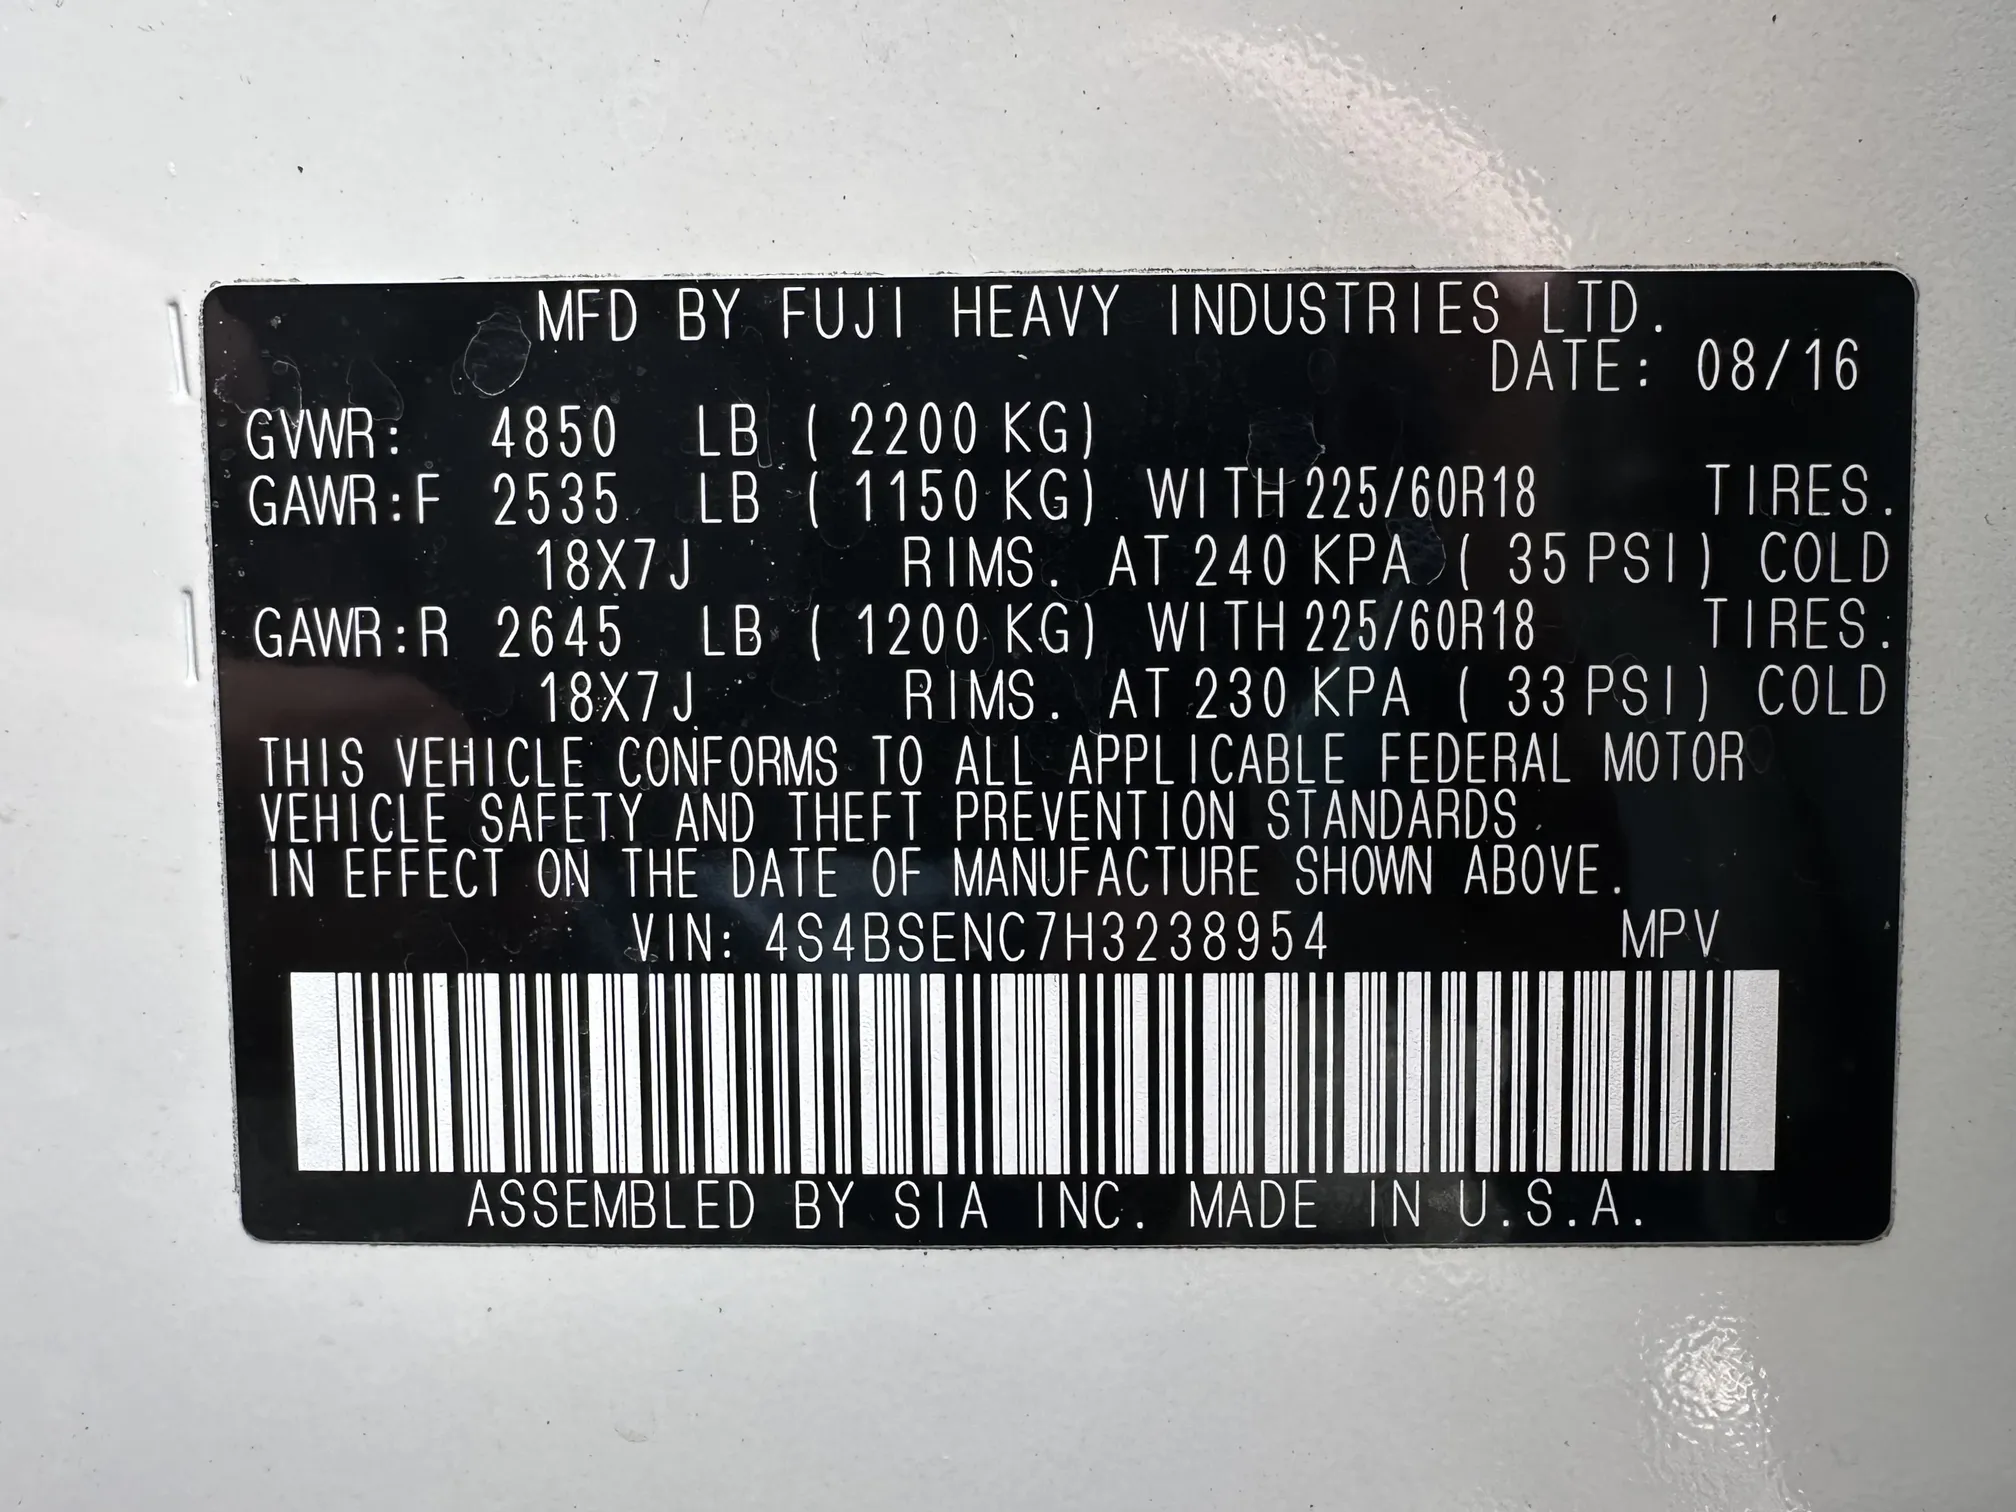 MFD BY FUJI HEAVY INDUSTRIES LTD.
DATE: 08/16
GVWR: 4850 LB (2200 KG)
GAWR:F 2535 LB (1150 KG) WITH 225/60R18 TIRES.
18X7J RIMS. AT 240 KPA (35 PSI) COLD
GAWR:R 2645 LB (1200 KG) WITH 225/60R18 TIRES.
18X7J RIMS. AT 230 KPA (33 PSI) COLD
THIS VEHICLE CONFORMS TO ALL APPLICABLE FEDERAL MOTOR
VEHICLE SAFETY AND THEFT PREVENTION STANDARDS
IN EFFECT ON THE DATE OF MANUFACTURE SHOWN ABOVE.
VIN: 4S4BSENC7H3238954 MPV
ASSEMBLED BY SIA INC. MADE IN U.S.A.